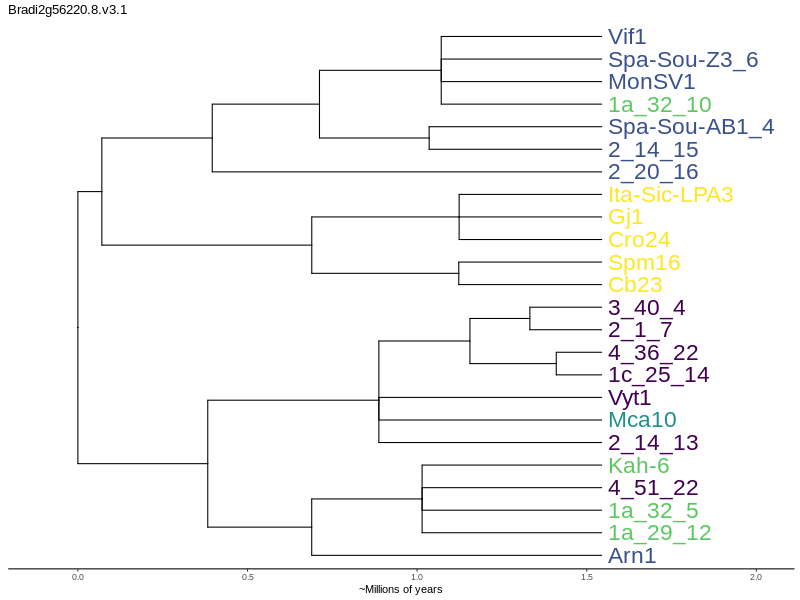 Bradi2g56220.8.v3.1
Vif1
Spa-Sou-Z3_6
MonSV1
1a_32_10
Spa-Sou-AB1_4
2_14_15
2_20_16
Ita-Sic-LPA3
Gj1
Cro24
Spm16
Cb23
3_40_4
2_1_7
4_36_22
1c_25_14
Vyt1
Mca10
2_14_13
Kah-6
4_51_22
1a_32_5
1a_29_12
Arn1
0.0 0.5 1.0 1.5 2.0
~Millions of years